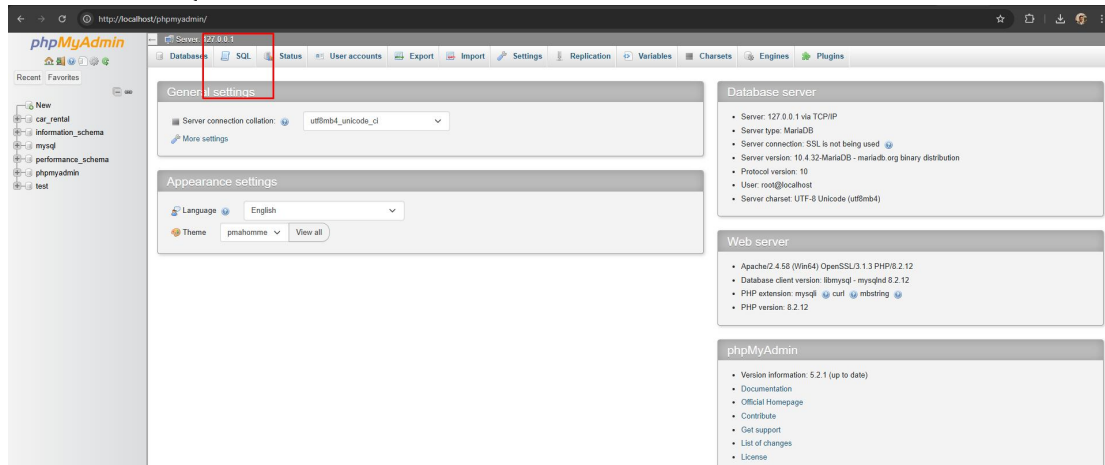 http://localhost/phpmyadmin/
phpMyAdmin
Recent Favorites
New
car_rental
information_schema
mysql
performance_schema
phpmyadmin
test
Server: 127.0.0.1
Databases SQL Status User accounts Export Import Settings Replication Variables Charsets Engines Plugins
General settings
Server connection collation: utf8mb4_unicode_ci
More settings
Appearance settings
Language English
Theme pmahomme View all
Database server
Server: 127.0.0.1 via TCP/IP
Server type: MariaDB
Server connection: SSL is not being used
Server version: 10.4.32-MariaDB - mariadb.org binary distribution
Protocol version: 10
User: root@localhost
Server charset: UTF-8 Unicode (utf8mb4)
Web server
Apache/2.4.58 (Win64) OpenSSL/3.1.3 PHP/8.2.12
Database client version: libmysql - mysqlnd 8.2.12
PHP extension: mysqli curl mbstring
PHP version: 8.2.12
phpMyAdmin
Version information: 5.2.1 (up to date)
Documentation
Official Homepage
Contribute
Get support
List of changes
License